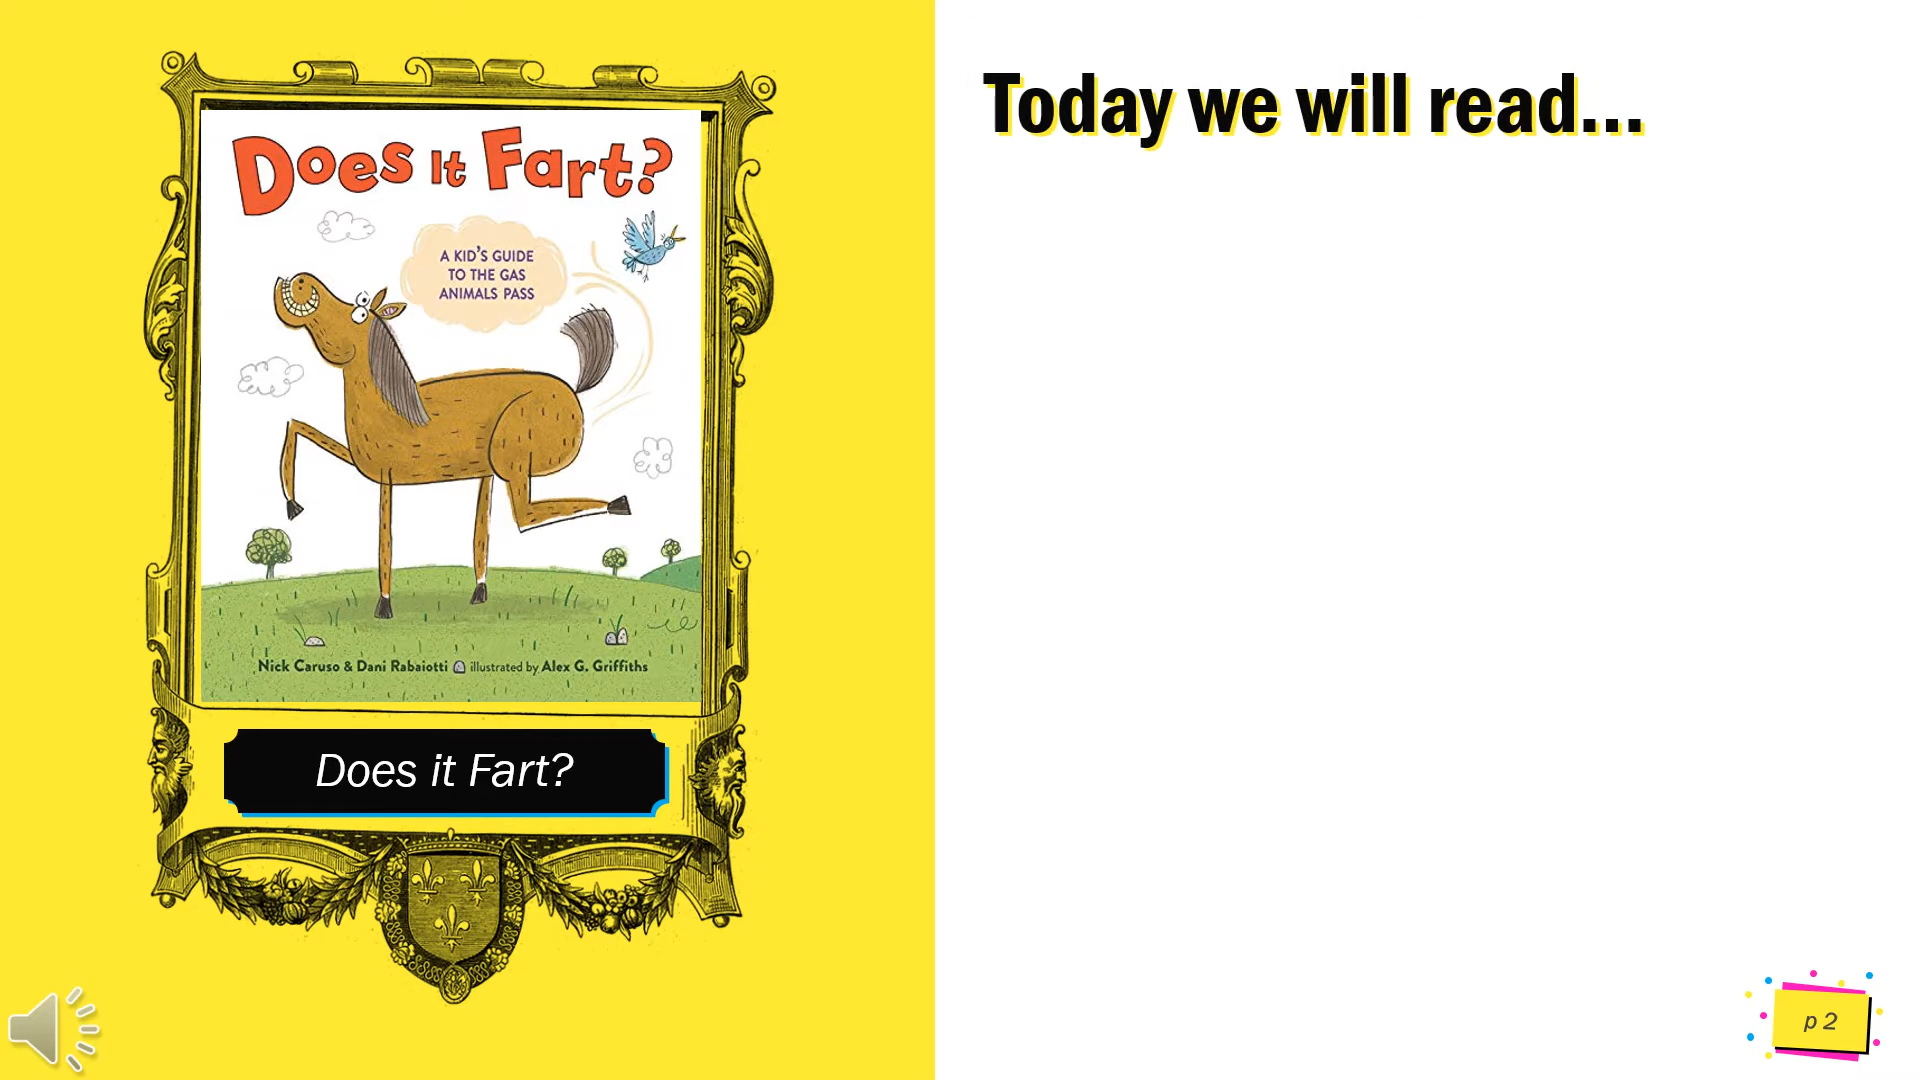 Does It Fart?
A KID'S GUIDE
TO THE GAS
ANIMALS PASS
Nick Caruso & Dani Rabaiotti illustrated by Alex G. Griffiths
Does it Fart?
Today we will read...
p 2